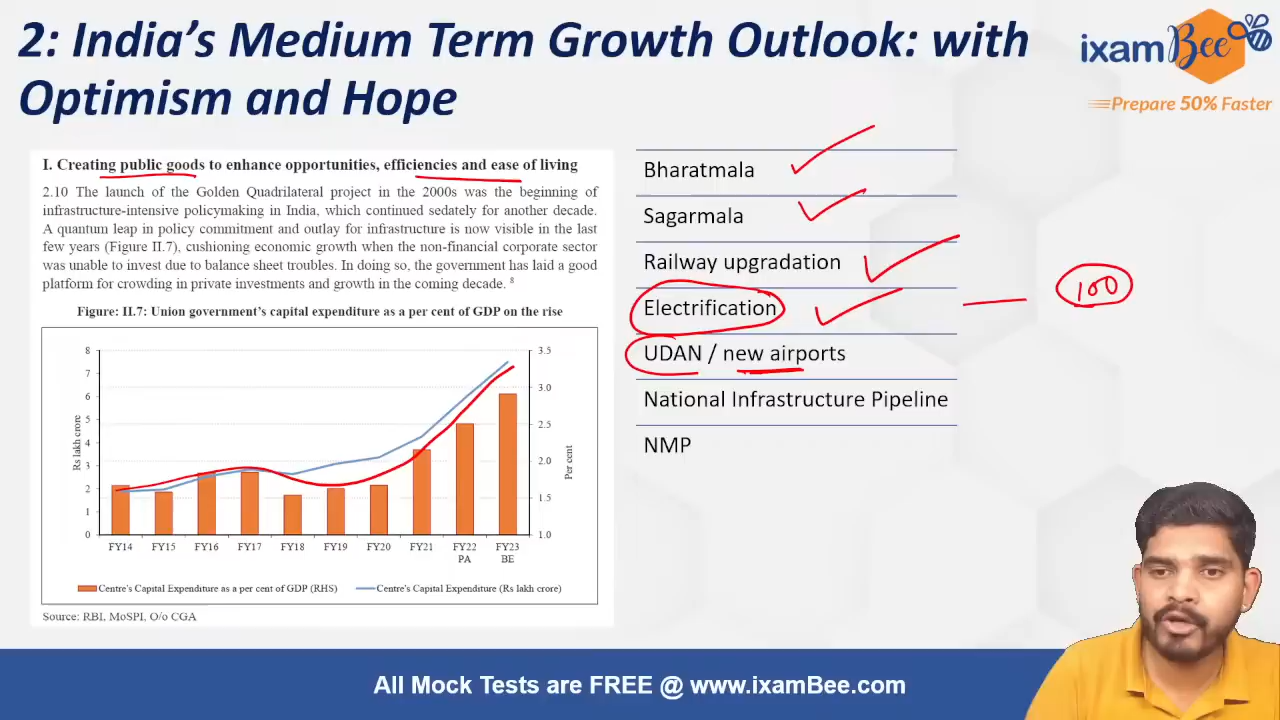 2: India’s Medium Term Growth Outlook: with
Optimism and Hope
ixamBee
Prepare 50% Faster
I. Creating public goods to enhance opportunities, efficiencies and ease of living
2.10 The launch of the Golden Quadrilateral project in the 2000s was the beginning of
infrastructure-intensive policymaking in India, which continued sedately for another decade.
A quantum leap in policy commitment and outlay for infrastructure is now visible in the last
few years (Figure II.7), cushioning economic growth when the non-financial corporate sector
was unable to invest due to balance sheet troubles. In doing so, the government has laid a good
platform for crowding in private investments and growth in the coming decade. 8
Figure: II.7: Union government’s capital expenditure as a per cent of GDP on the rise
8
7
6
5
4
3
2
1
0
Rs lakh crore
3.5
3.0
2.5
2.0
1.5
1.0
Per cent
FY14 FY15 FY16 FY17 FY18 FY19 FY20 FY21 FY22 FY23
PA BE
Centre’s Capital Expenditure as a per cent of GDP (RHS) Centre’s Capital Expenditure (Rs lakh crore)
Source: RBI, MoSPI, O/o CGA
Bharatmala
Sagarmala
Railway upgradation
Electrification
100
UDAN / new airports
National Infrastructure Pipeline
NMP
All Mock Tests are FREE @ www.ixamBee.com